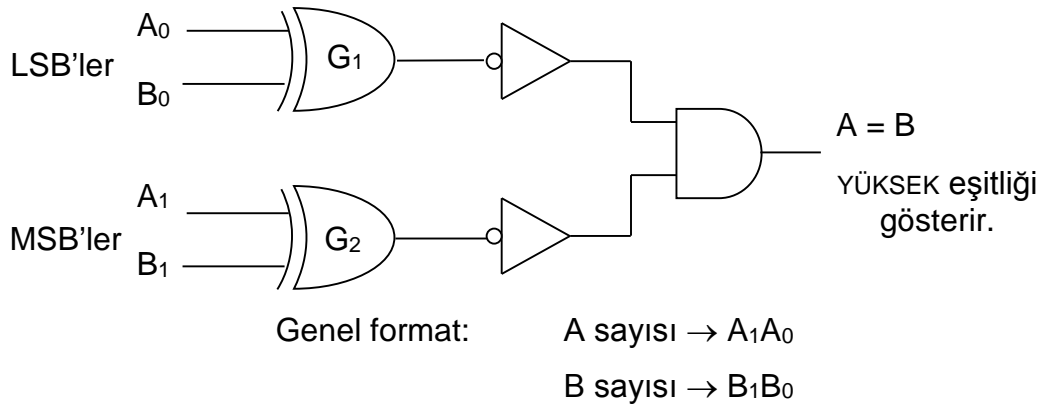 A₀
LSB'ler
B₀
G₁
A = B
YÜKSEK eşitliği
gösterir.
A₁
MSB'ler
B₁
G₂
Genel format: A sayısı → A₁A₀
B sayısı → B₁B₀